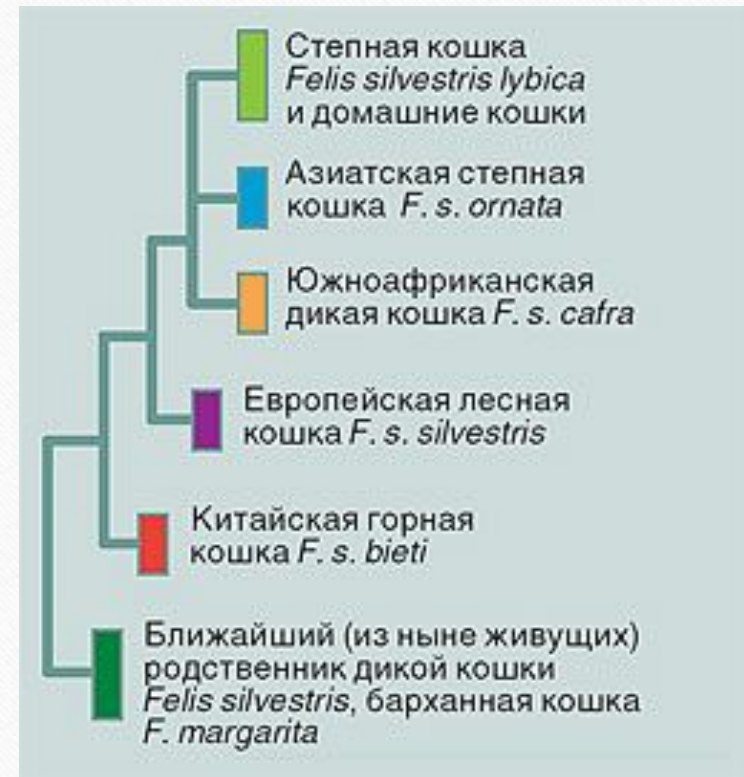 Степная кошка
Felis silvestris lybica
и домашние кошки
Азиатская степная
кошка F. s. ornata
Южноафриканская
дикая кошка F. s. cafra
Европейская лесная
кошка F. s. silvestris
Китайская горная
кошка F. s. bieti
Ближайший (из ныне живущих)
родственник дикой кошки
Felis silvestris, барханная кошка
F. margarita